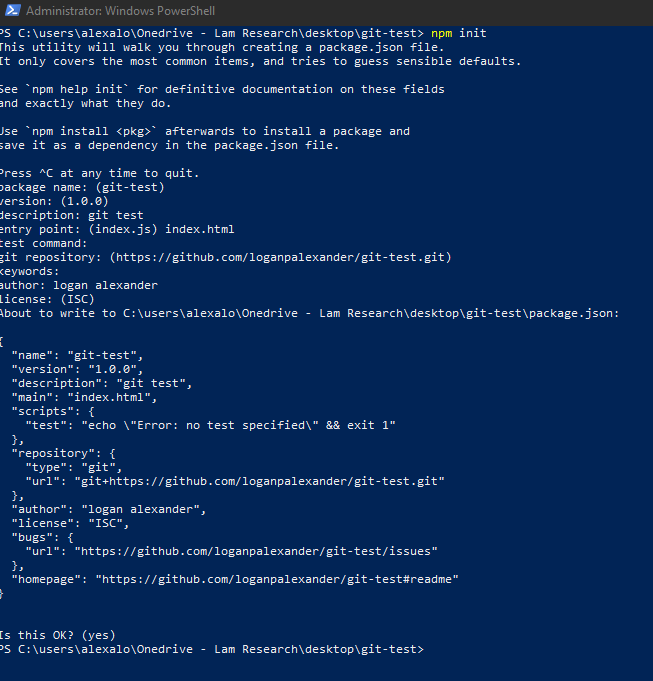 Administrator: Windows PowerShell
PS C:\users\alexalo\Onedrive - Lam Research\desktop\git-test> npm init
This utility will walk you through creating a package.json file.
It only covers the most common items, and tries to guess sensible defaults.
See `npm help init` for definitive documentation on these fields
and exactly what they do.
Use `npm install <pkg>` afterwards to install a package and
save it as a dependency in the package.json file.
Press ^C at any time to quit.
package name: (git-test)
version: (1.0.0)
description: git test
entry point: (index.js) index.html
test command:
git repository: (https://github.com/loganpalexander/git-test.git)
keywords:
author: logan alexander
license: (ISC)
About to write to C:\users\alexalo\Onedrive - Lam Research\desktop\git-test\package.json:
{
  "name": "git-test",
  "version": "1.0.0",
  "description": "git test",
  "main": "index.html",
  "scripts": {
    "test": "echo \"Error: no test specified\" && exit 1"
  },
  "repository": {
    "type": "git",
    "url": "git+https://github.com/loganpalexander/git-test.git"
  },
  "author": "logan alexander",
  "license": "ISC",
  "bugs": {
    "url": "https://github.com/loganpalexander/git-test/issues"
  },
  "homepage": "https://github.com/loganpalexander/git-test#readme"
}
Is this OK? (yes)
PS C:\users\alexalo\Onedrive - Lam Research\desktop\git-test>